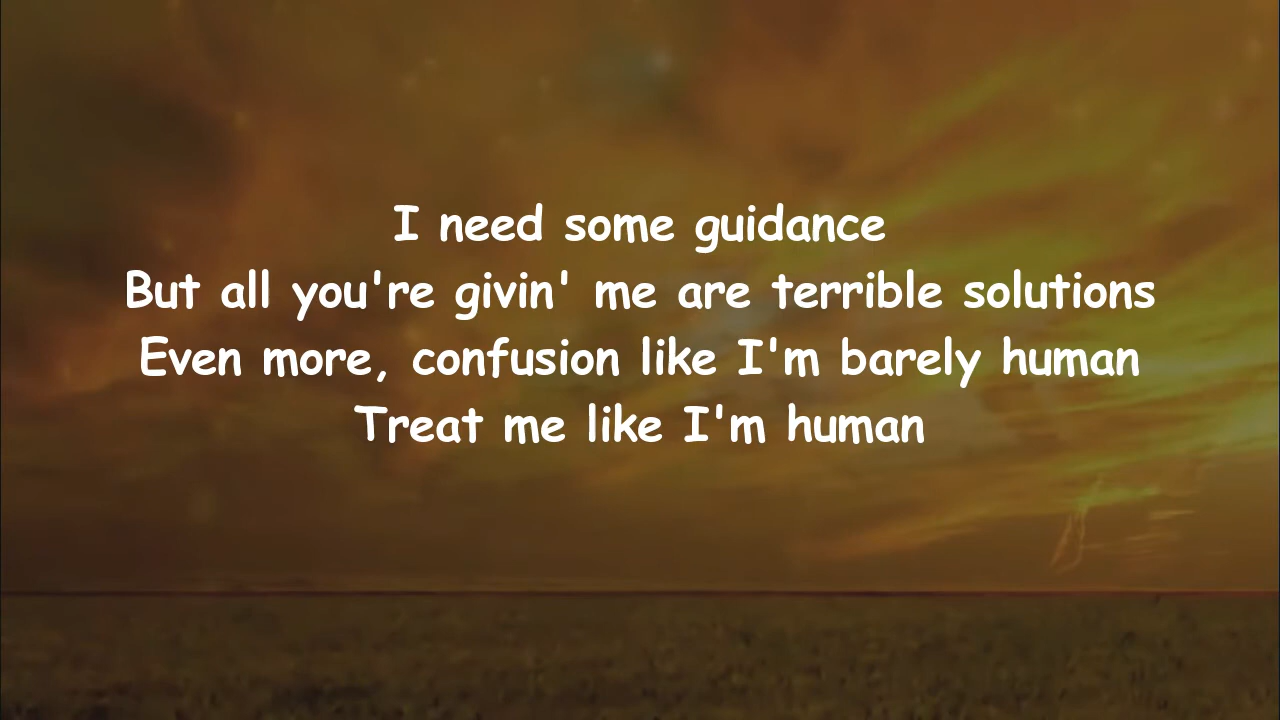 I need some guidance
But all you're givin' me are terrible solutions
Even more, confusion like I'm barely human
Treat me like I'm human